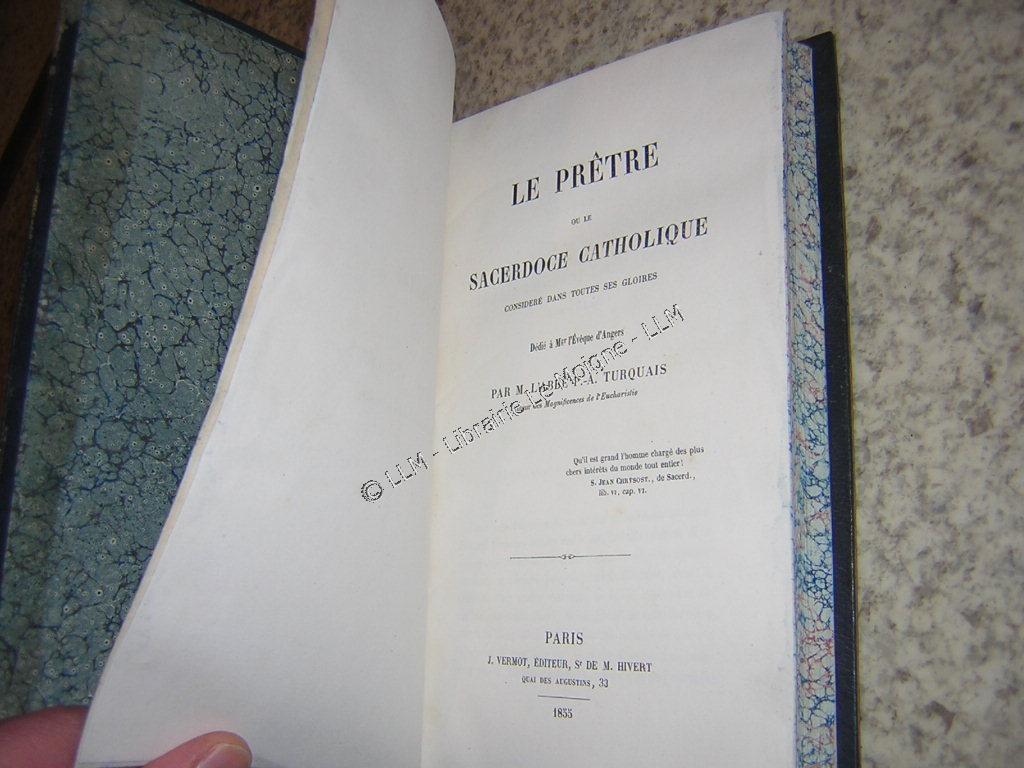 LE PRÊTRE
OU LE
SACERDOCE CATHOLIQUE
CONSIDÉRÉ DANS TOUTES SES GLOIRES
Dédié à Mgr l'Évêque d'Angers
PAR M. L'ABBÉ A. TURQUAIS
des Magnificences de l'Eucharistie
Qu'il est grand l'homme chargé des plus
chers intérêts du monde tout entier!
S. JEAN CHRYSOST., de Sacerd.,
lib. VI, cap. VI.
PARIS
J. VERMOT, ÉDITEUR, Sr DE M. HIVERT
QUAI DES AUGUSTINS, 33
1855
© LLM - Librairie Le Moigne - LLM